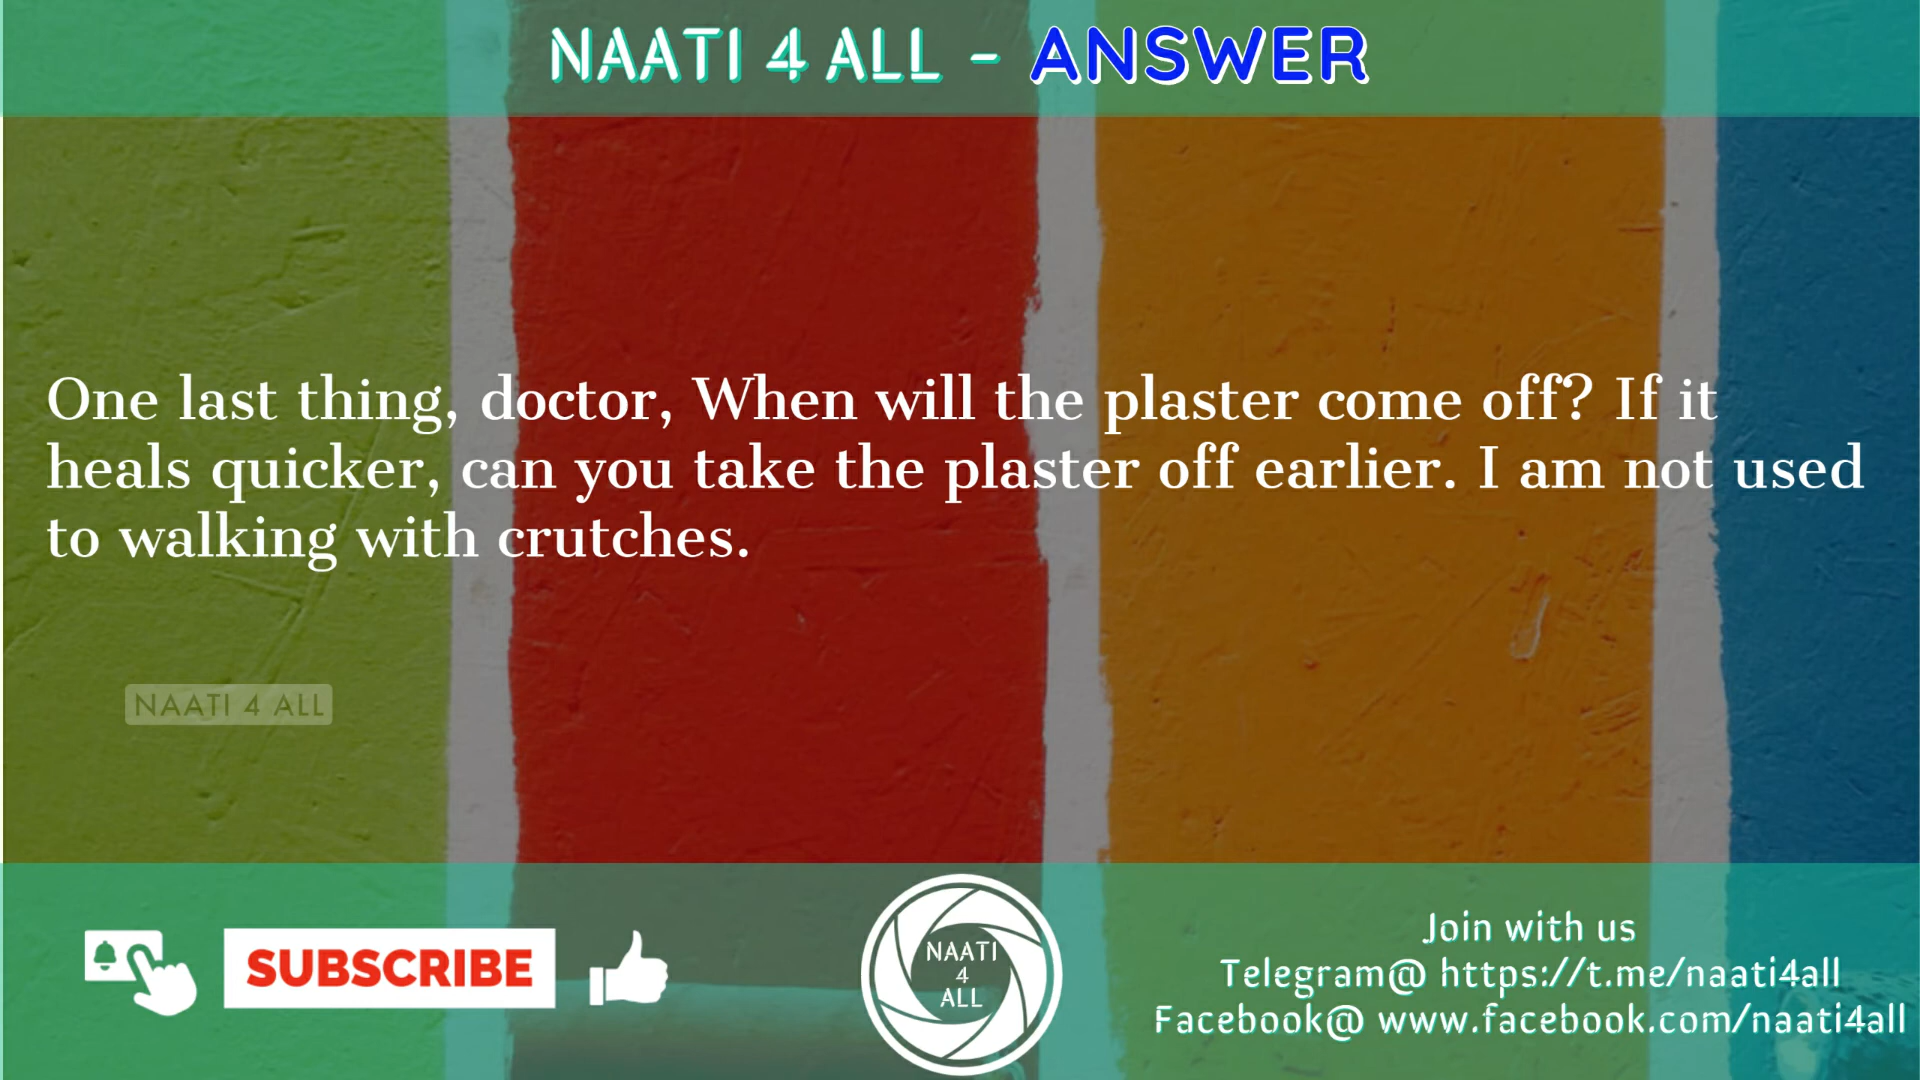 NAATI 4 ALL - ANSWER
One last thing, doctor, When will the plaster come off? If it
heals quicker, can you take the plaster off earlier. I am not used
to walking with crutches.
NAATI 4 ALL
SUBSCRIBE
NAATI
4
ALL
Join with us
Telegram@ https://t.me/naati4all
Facebook@ www.facebook.com/naati4all